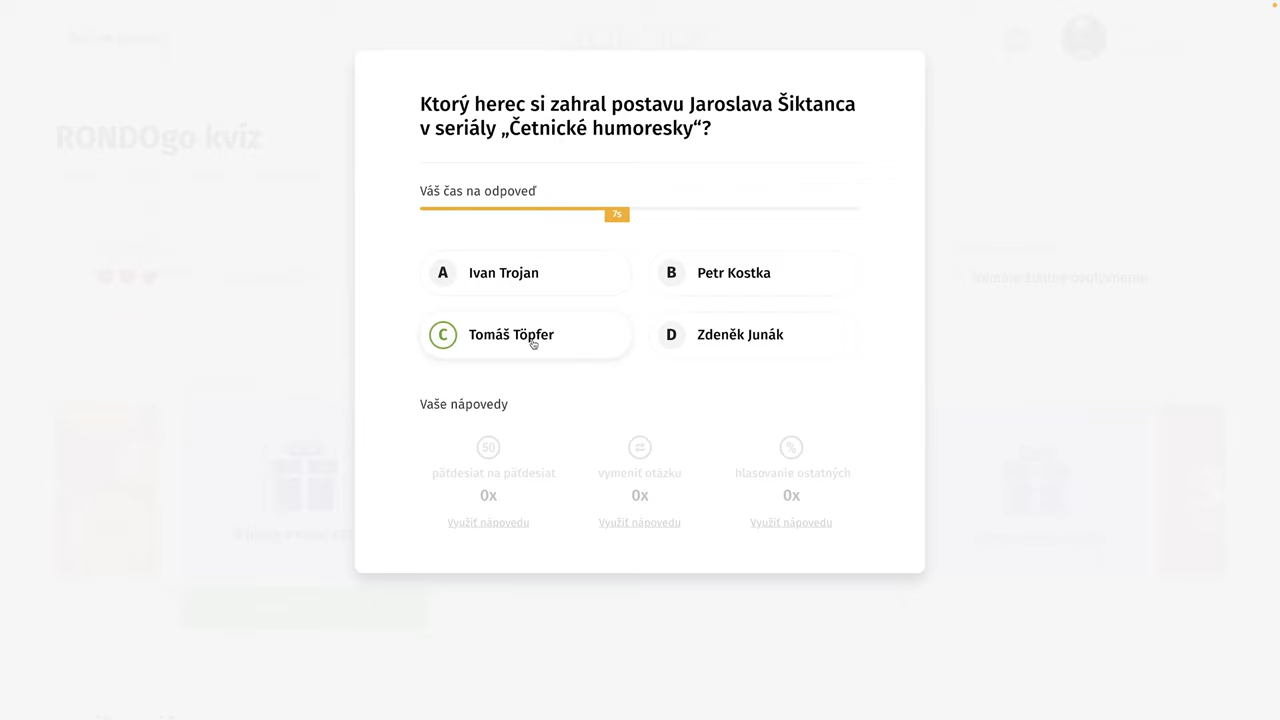 RONDOgo kvíz
Ktorý herec si zahral postavu Jaroslava Šiktanca
v seriály „Četnické humoresky“?
Váš čas na odpoveď
7s
A Ivan Trojan
B Petr Kostka
C Tomáš Töpfer
D Zdeněk Junák
Vaše nápovedy
50
päťdesiat na päťdesiat
0x
Využiť nápovedu
vymeniť otázku
0x
Využiť nápovedu
%
hlasovanie ostatných
0x
Využiť nápovedu